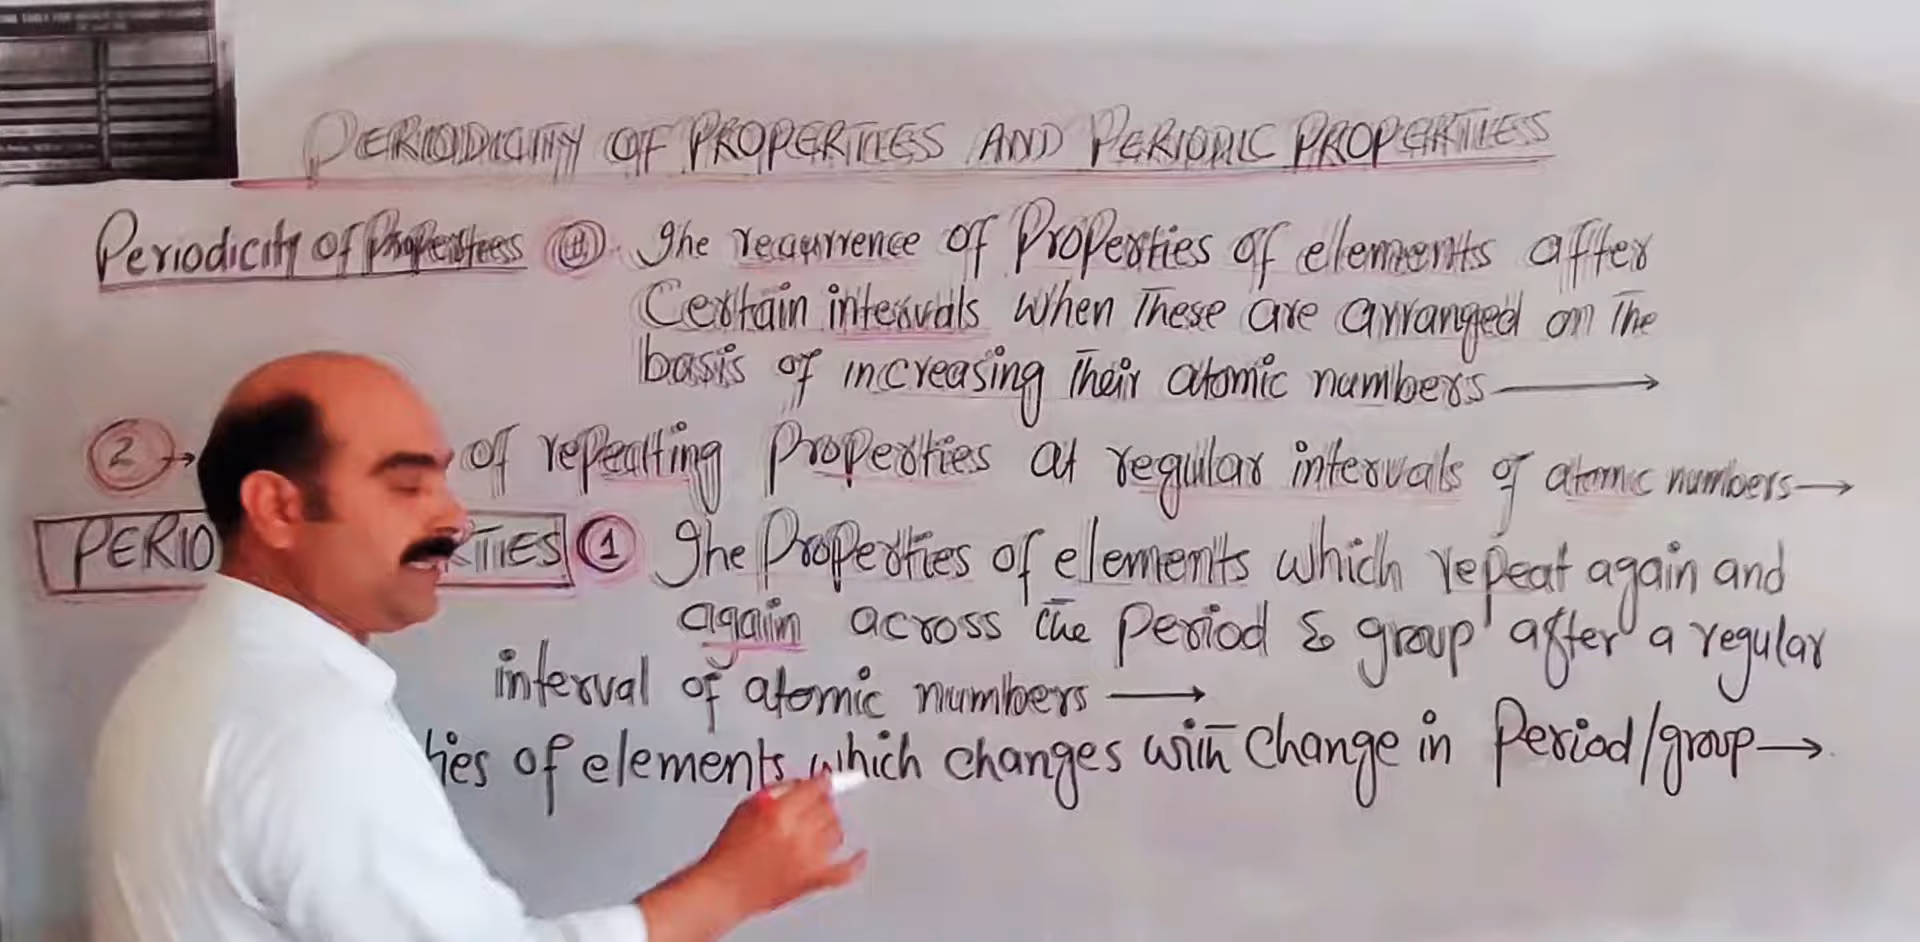 PERIODICITY OF PROPERTIES AND PERIODIC PROPERTIES
Periodicity of Properties ① The recurrence of Properties of elements after
Certain intervals when These are arranged on The
basis of increasing Their atomic numbers →
② → of repeating Properties at regular intervals of atomic numbers →
PERIO RTIES ① The Properties of elements which repeat again and
again across the period & group after a regular
interval of atomic numbers →
ties of elements which changes with change in Period/group →